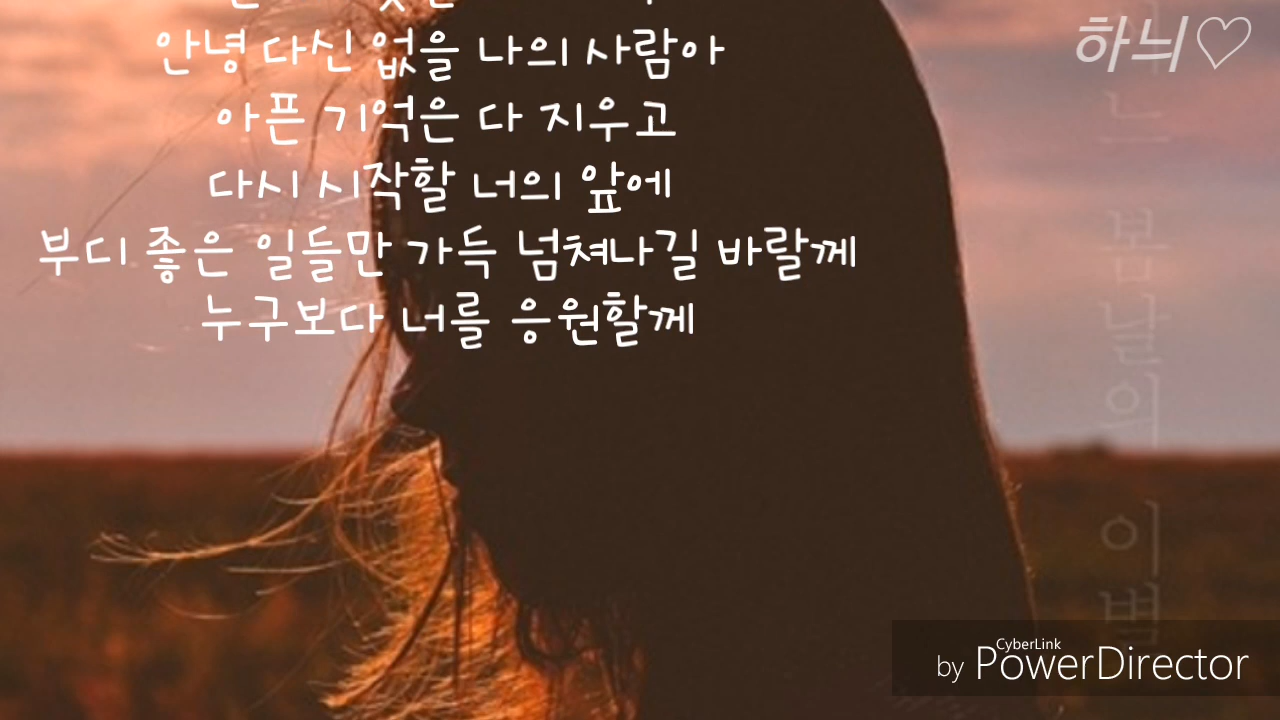 안녕 다신 없을 나의 사람아
아픈 기억은 다 지우고
다시 시작할 너의 앞에
부디 좋은 일들만 가득 넘쳐나길 바랄께
누구보다 너를 응원할께
하늬♡
봄날의
이별
by CyberLink PowerDirector